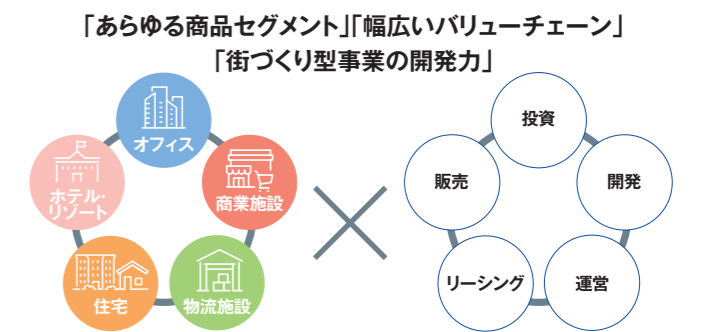 「あらゆる商品セグメント」「幅広いバリューチェーン」
「街づくり型事業の開発力」
オフィス
商業施設
物流施設
住宅
ホテル・
リゾート
投資
開発
運営
リーシング
販売